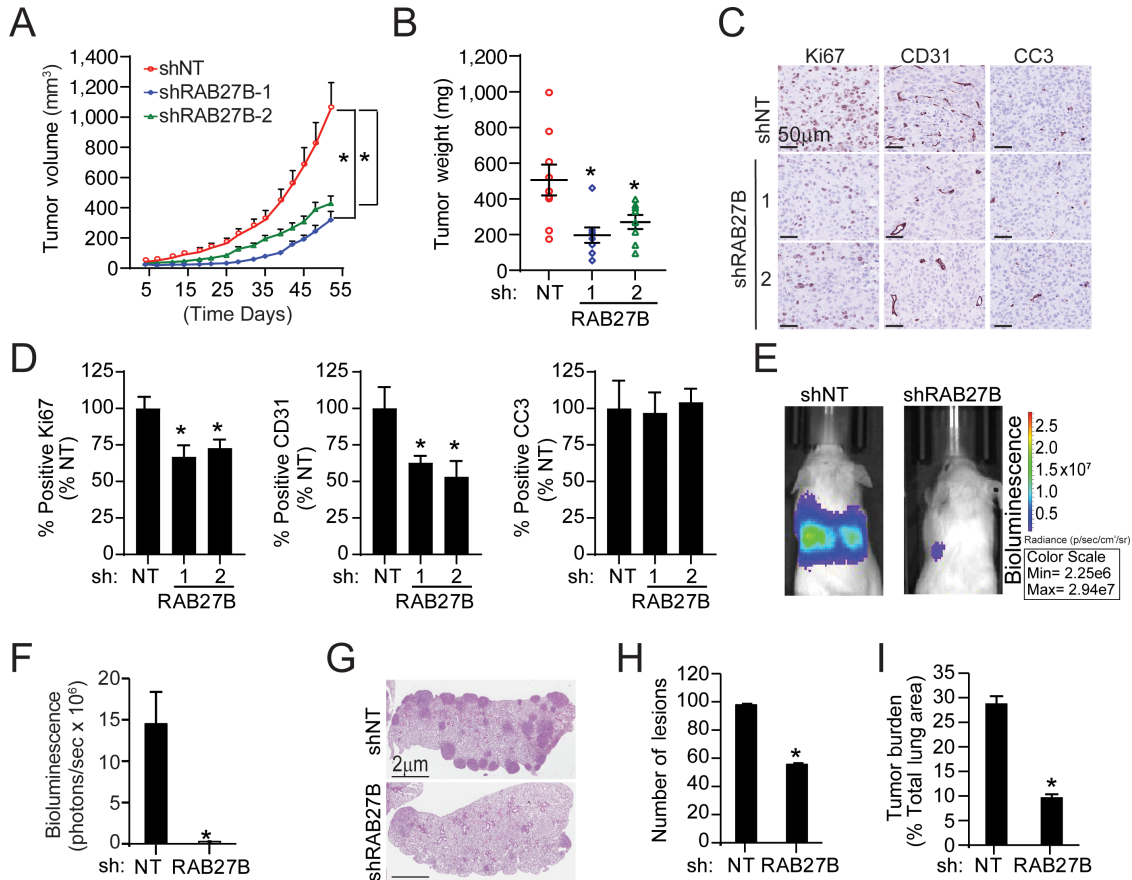 A
1,400
1,200
1,000
800
600
400
200
0
Tumor volume (mm³)
shNT
shRAB27B-1
shRAB27B-2
*
*
5
15
25
35
45
55
(Time Days)
B
1,200
1,000
800
600
400
200
0
Tumor weight (mg)
*
*
sh:
NT
1
2
RAB27B
C
Ki67
CD31
CC3
shNT
50µm
shRAB27B
1
2
D
125
100
75
50
25
0
% Positive Ki67
(% NT)
*
*
sh:
NT
1
2
RAB27B
125
100
75
50
25
0
% Positive CD31
(% NT)
*
*
sh:
NT
1
2
RAB27B
125
100
75
50
25
0
% Positive CC3
(% NT)
sh:
NT
1
2
RAB27B
E
shNT
shRAB27B
Bioluminescence
2.5
2.0
1.5x10⁷
1.0
0.5
Radiance (p/sec/cm²/sr)
Color Scale
Min= 2.25e6
Max= 2.94e7
F
20
15
10
5
0
Bioluminescence
(photons/sec x 10⁶)
*
sh:
NT
RAB27B
G
shNT
2µm
shRAB27B
H
120
100
80
60
40
20
0
Number of lesions
*
sh:
NT
RAB27B
I
35
30
25
20
15
10
5
0
Tumor burden
(% Total lung area)
*
sh:
NT
RAB27B